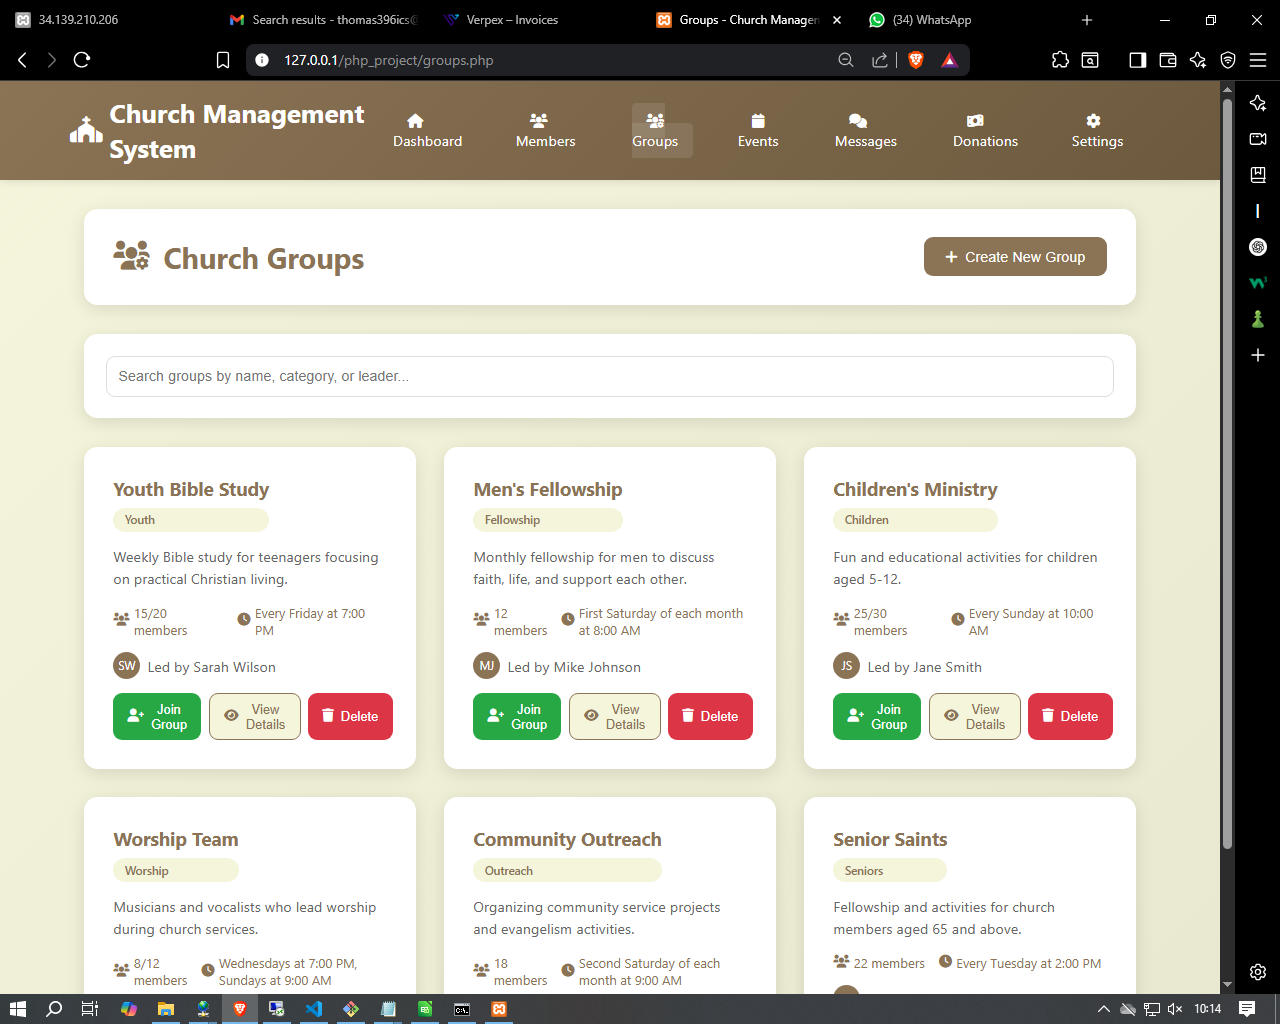 34.139.210.206
Search results - thomas396ics@
Verpex – Invoices
Groups - Church Managem
(34) WhatsApp
127.0.0.1/php_project/groups.php
Church Management
System
Dashboard
Members
Groups
Events
Messages
Donations
Settings
Church Groups
Create New Group
Search groups by name, category, or leader...
Youth Bible Study
Youth
Weekly Bible study for teenagers focusing
on practical Christian living.
15/20
members
Every Friday at 7:00
PM
SW
Led by Sarah Wilson
Join
Group
View
Details
Delete
Men's Fellowship
Fellowship
Monthly fellowship for men to discuss
faith, life, and support each other.
12
members
First Saturday of each month
at 8:00 AM
MJ
Led by Mike Johnson
Join
Group
View
Details
Delete
Children's Ministry
Children
Fun and educational activities for children
aged 5-12.
25/30
members
Every Sunday at 10:00
AM
JS
Led by Jane Smith
Join
Group
View
Details
Delete
Worship Team
Worship
Musicians and vocalists who lead worship
during church services.
8/12
members
Wednesdays at 7:00 PM,
Sundays at 9:00 AM
Community Outreach
Outreach
Organizing community service projects
and evangelism activities.
18
members
Second Saturday of each
month at 9:00 AM
Senior Saints
Seniors
Fellowship and activities for church
members aged 65 and above.
22 members
Every Tuesday at 2:00 PM
10:14